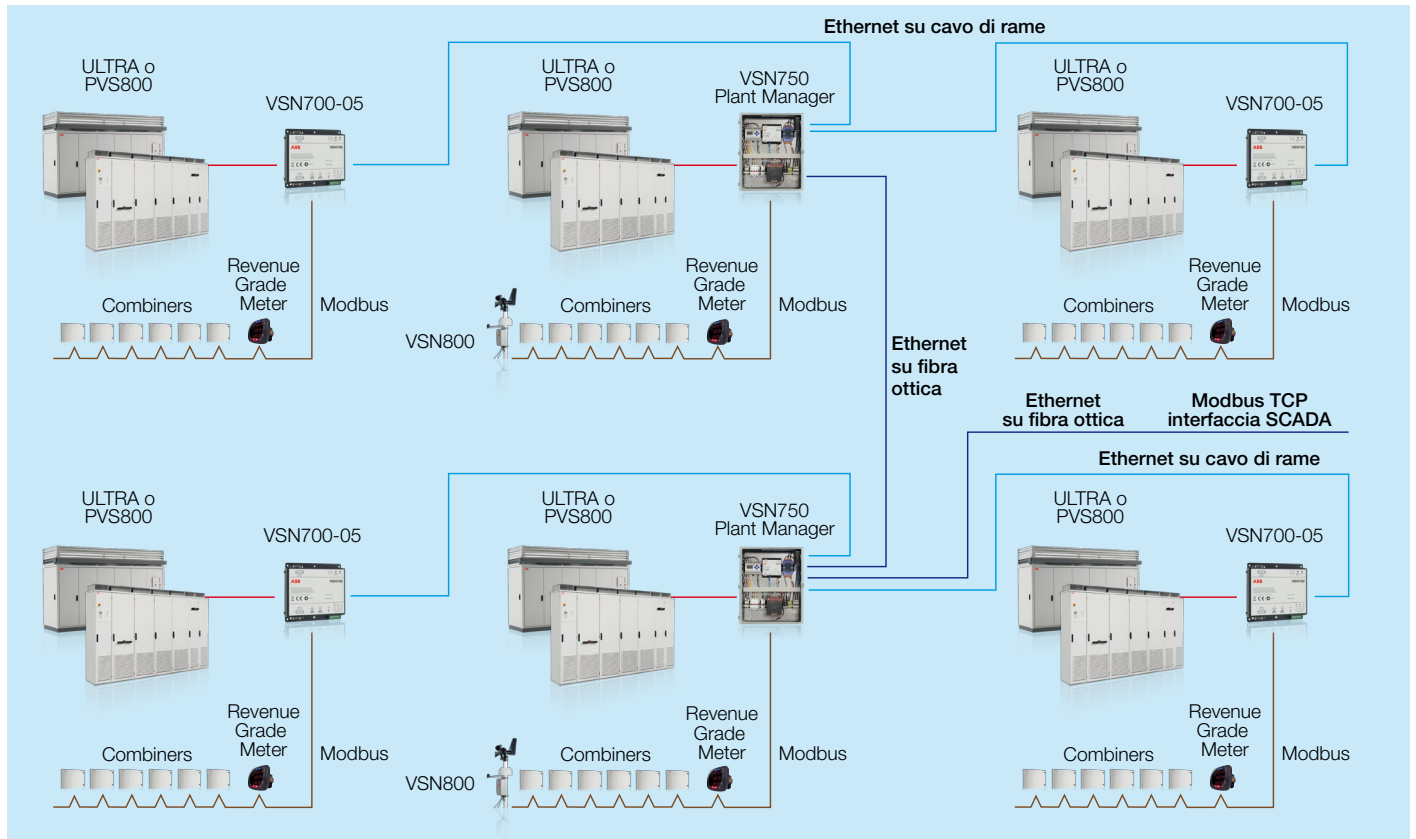 Ethernet su cavo di rame
ULTRA o
PVS800
VSN700-05
ULTRA o
PVS800
VSN750
Plant Manager
ULTRA o
PVS800
VSN700-05
Combiners
Revenue
Grade
Meter
Modbus
VSN800
Combiners
Revenue
Grade
Meter
Modbus
Combiners
Revenue
Grade
Meter
Modbus
Ethernet
su fibra
ottica
Ethernet
su fibra ottica
Modbus TCP
interfaccia SCADA
Ethernet su cavo di rame
ULTRA o
PVS800
VSN700-05
ULTRA o
PVS800
VSN750
Plant Manager
ULTRA o
PVS800
VSN700-05
Combiners
Revenue
Grade
Meter
Modbus
VSN800
Combiners
Revenue
Grade
Meter
Modbus
Combiners
Revenue
Grade
Meter
Modbus
ABB
ABB
ABB
ABB